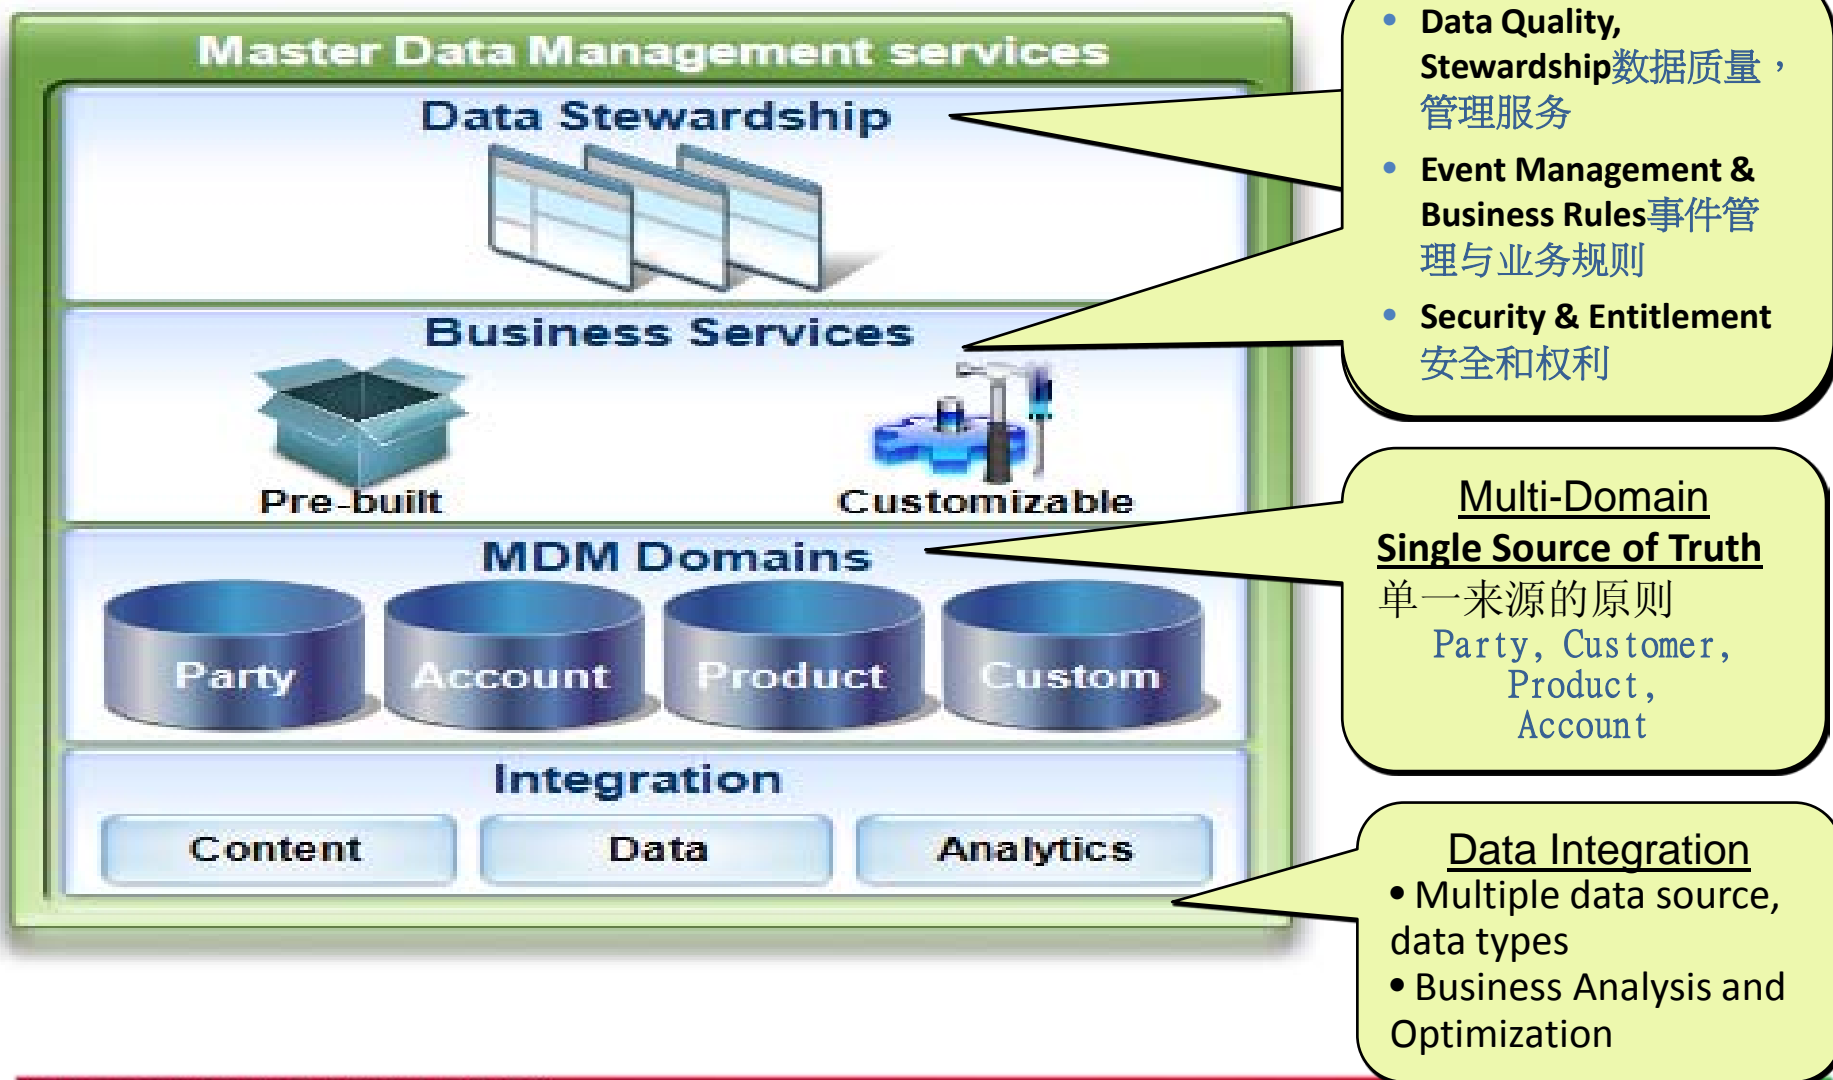 Master Data Management services
Data Stewardship
Business Services
Pre-built
Customizable
MDM Domains
Party
Account
Product
Custom
Integration
Content
Data
Analytics
• Data Quality,
Stewardship数据质量，
管理服务
• Event Management &
Business Rules事件管
理与业务规则
• Security & Entitlement
安全和权利
Multi-Domain
Single Source of Truth
单一来源的原则
Party, Customer,
Product,
Account
Data Integration
• Multiple data source,
data types
• Business Analysis and
Optimization